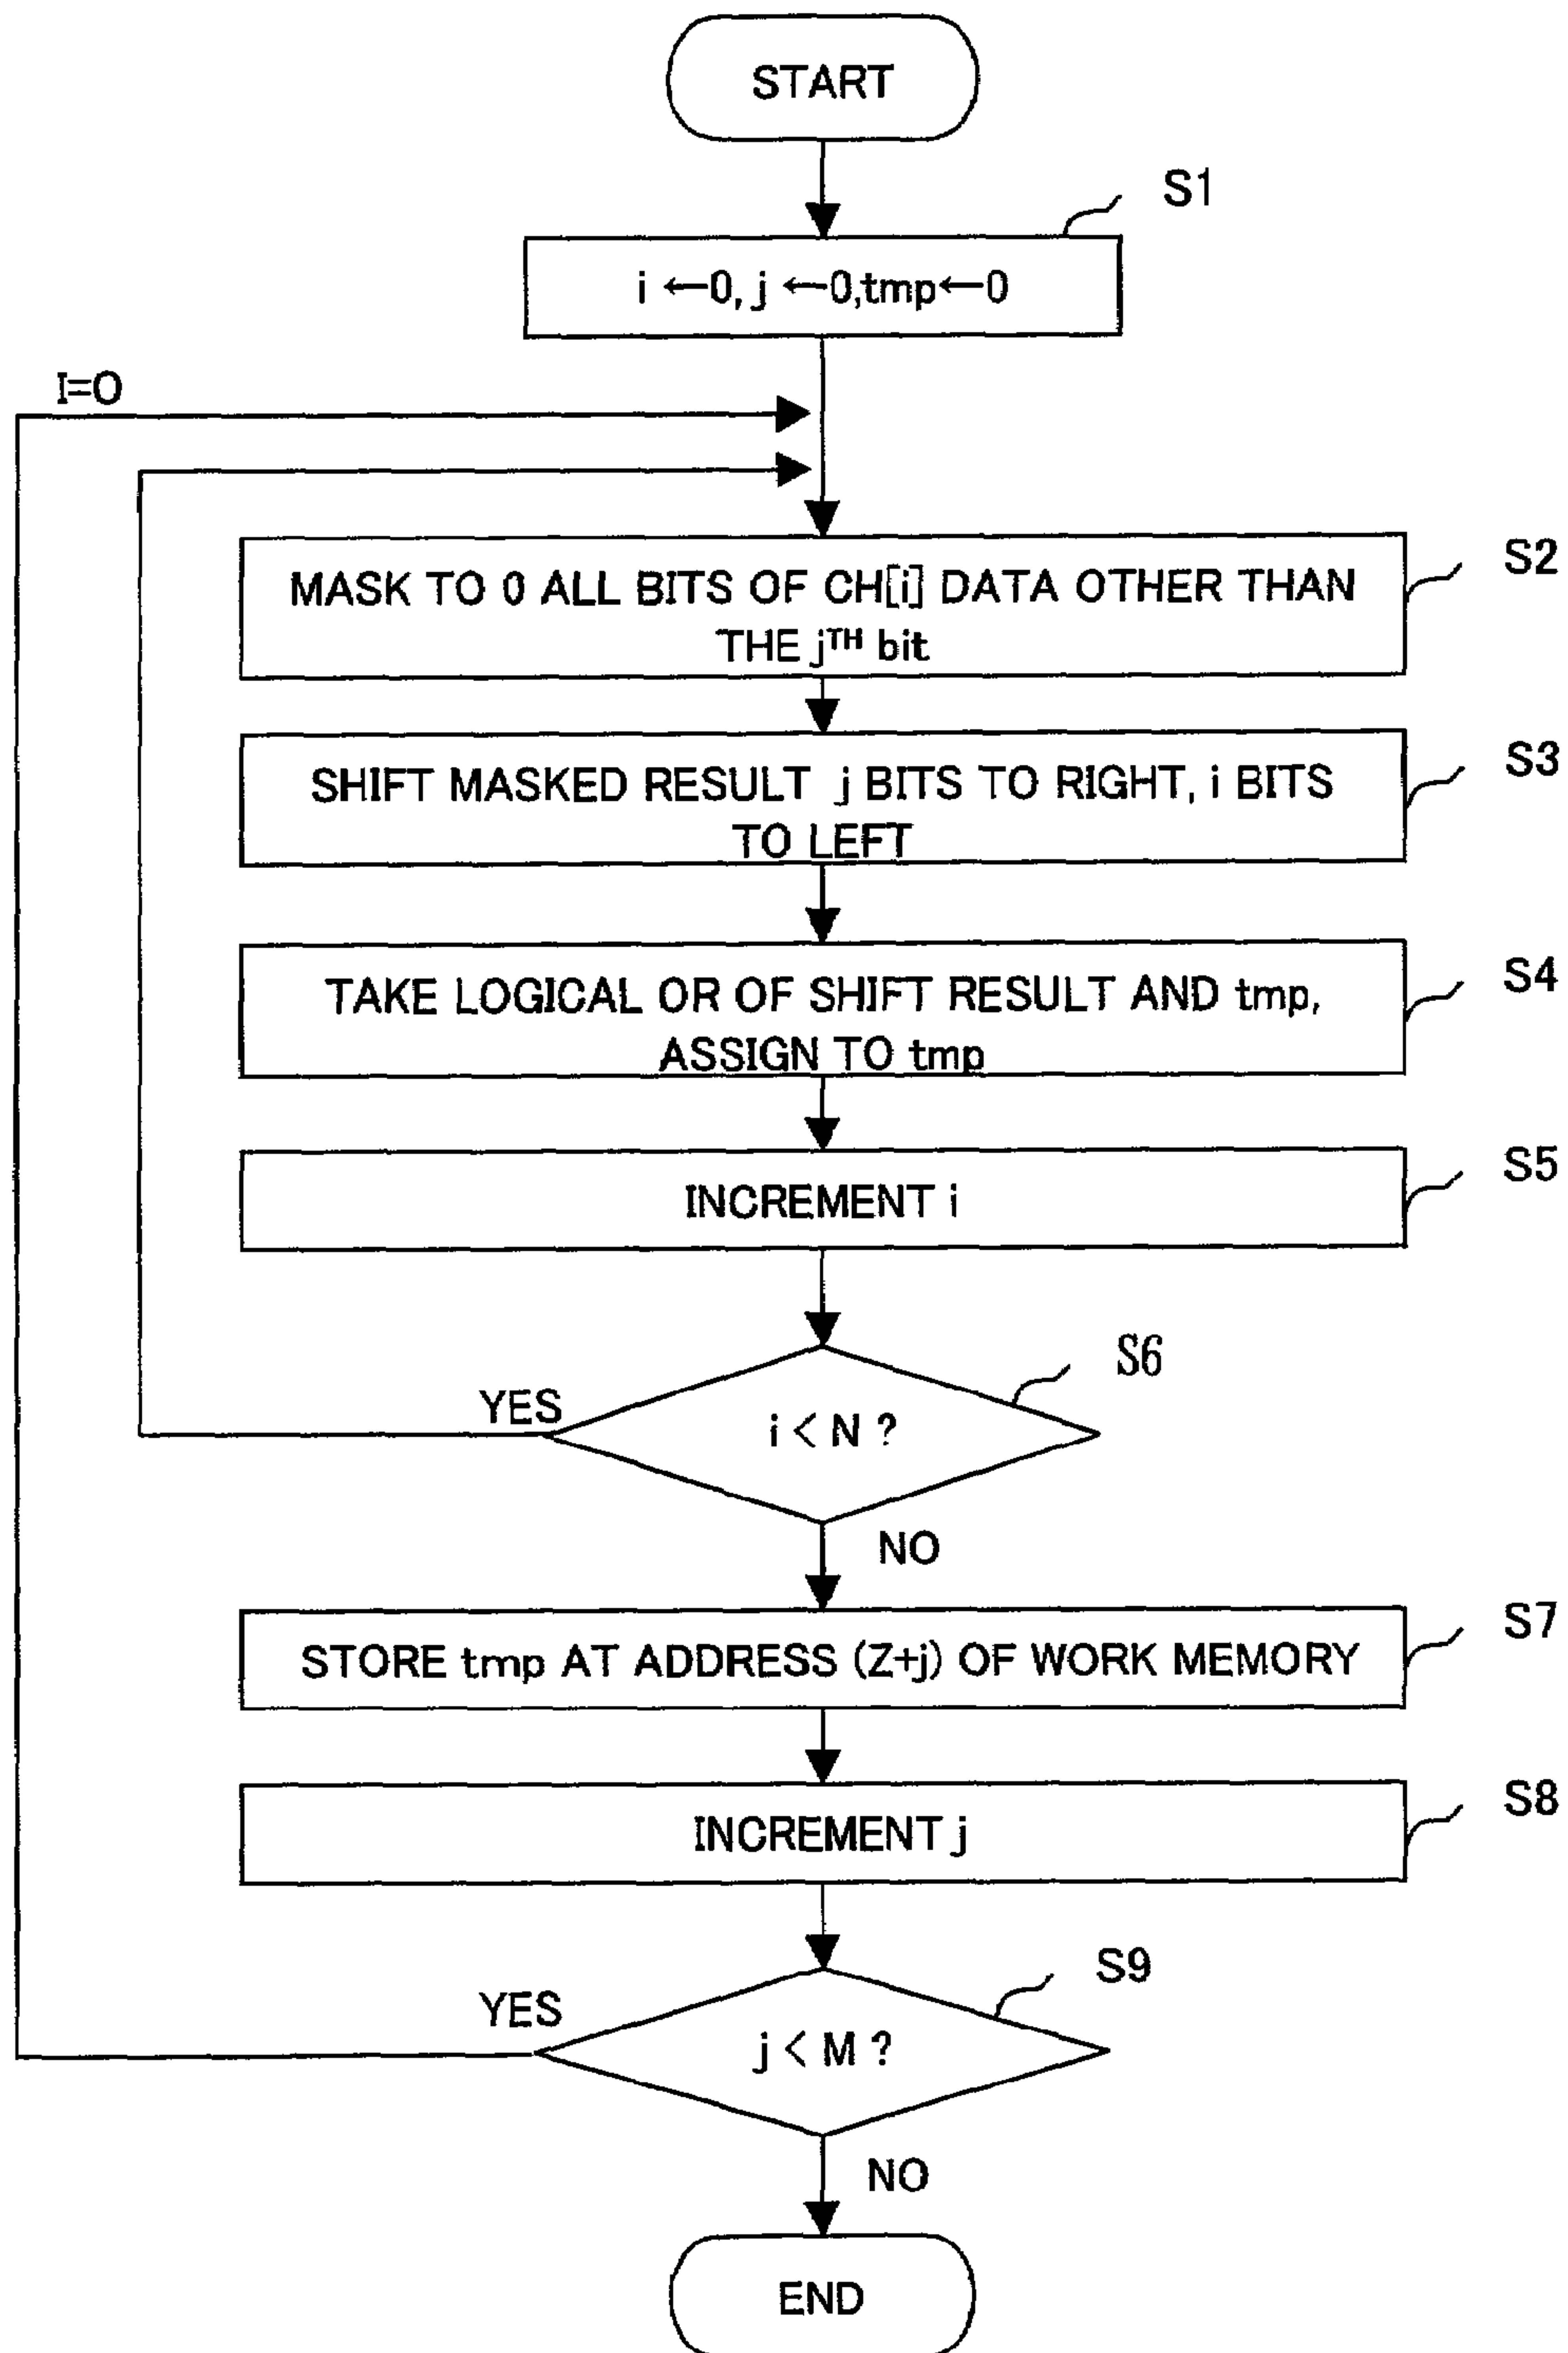 START
S1
i ←0, j ←0,tmp←0
I=0
S2
MASK TO 0 ALL BITS OF CH[i] DATA OTHER THAN
THE jTH bit
S3
SHIFT MASKED RESULT j BITS TO RIGHT, i BITS
TO LEFT
S4
TAKE LOGICAL OR OF SHIFT RESULT AND tmp,
ASSIGN TO tmp
S5
INCREMENT i
S6
YES
i < N ?
NO
S7
STORE tmp AT ADDRESS (Z+j) OF WORK MEMORY
S8
INCREMENT j
S9
YES
j < M ?
NO
END